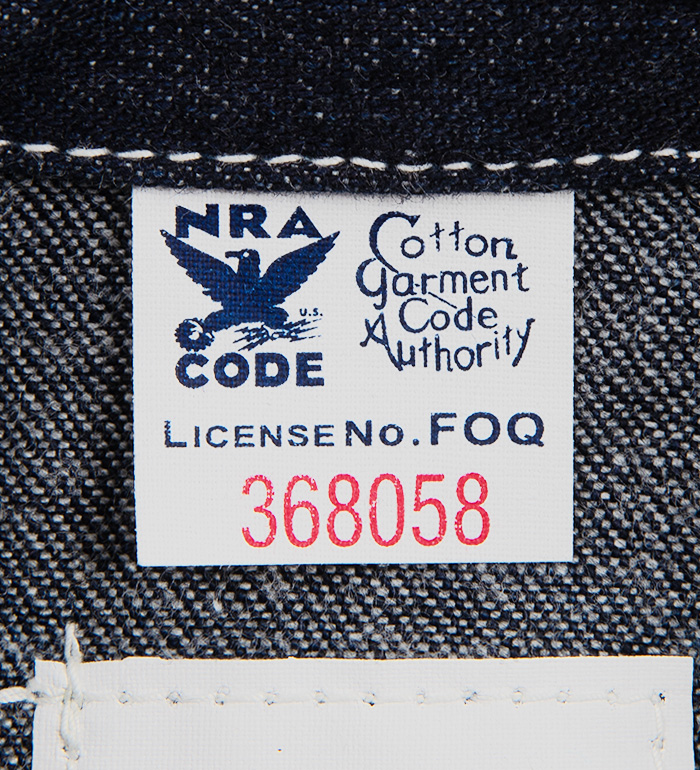 NRA
U.S.
CODE
Cotton
garment
Code
Authority
LICENSE No. FOQ
368058